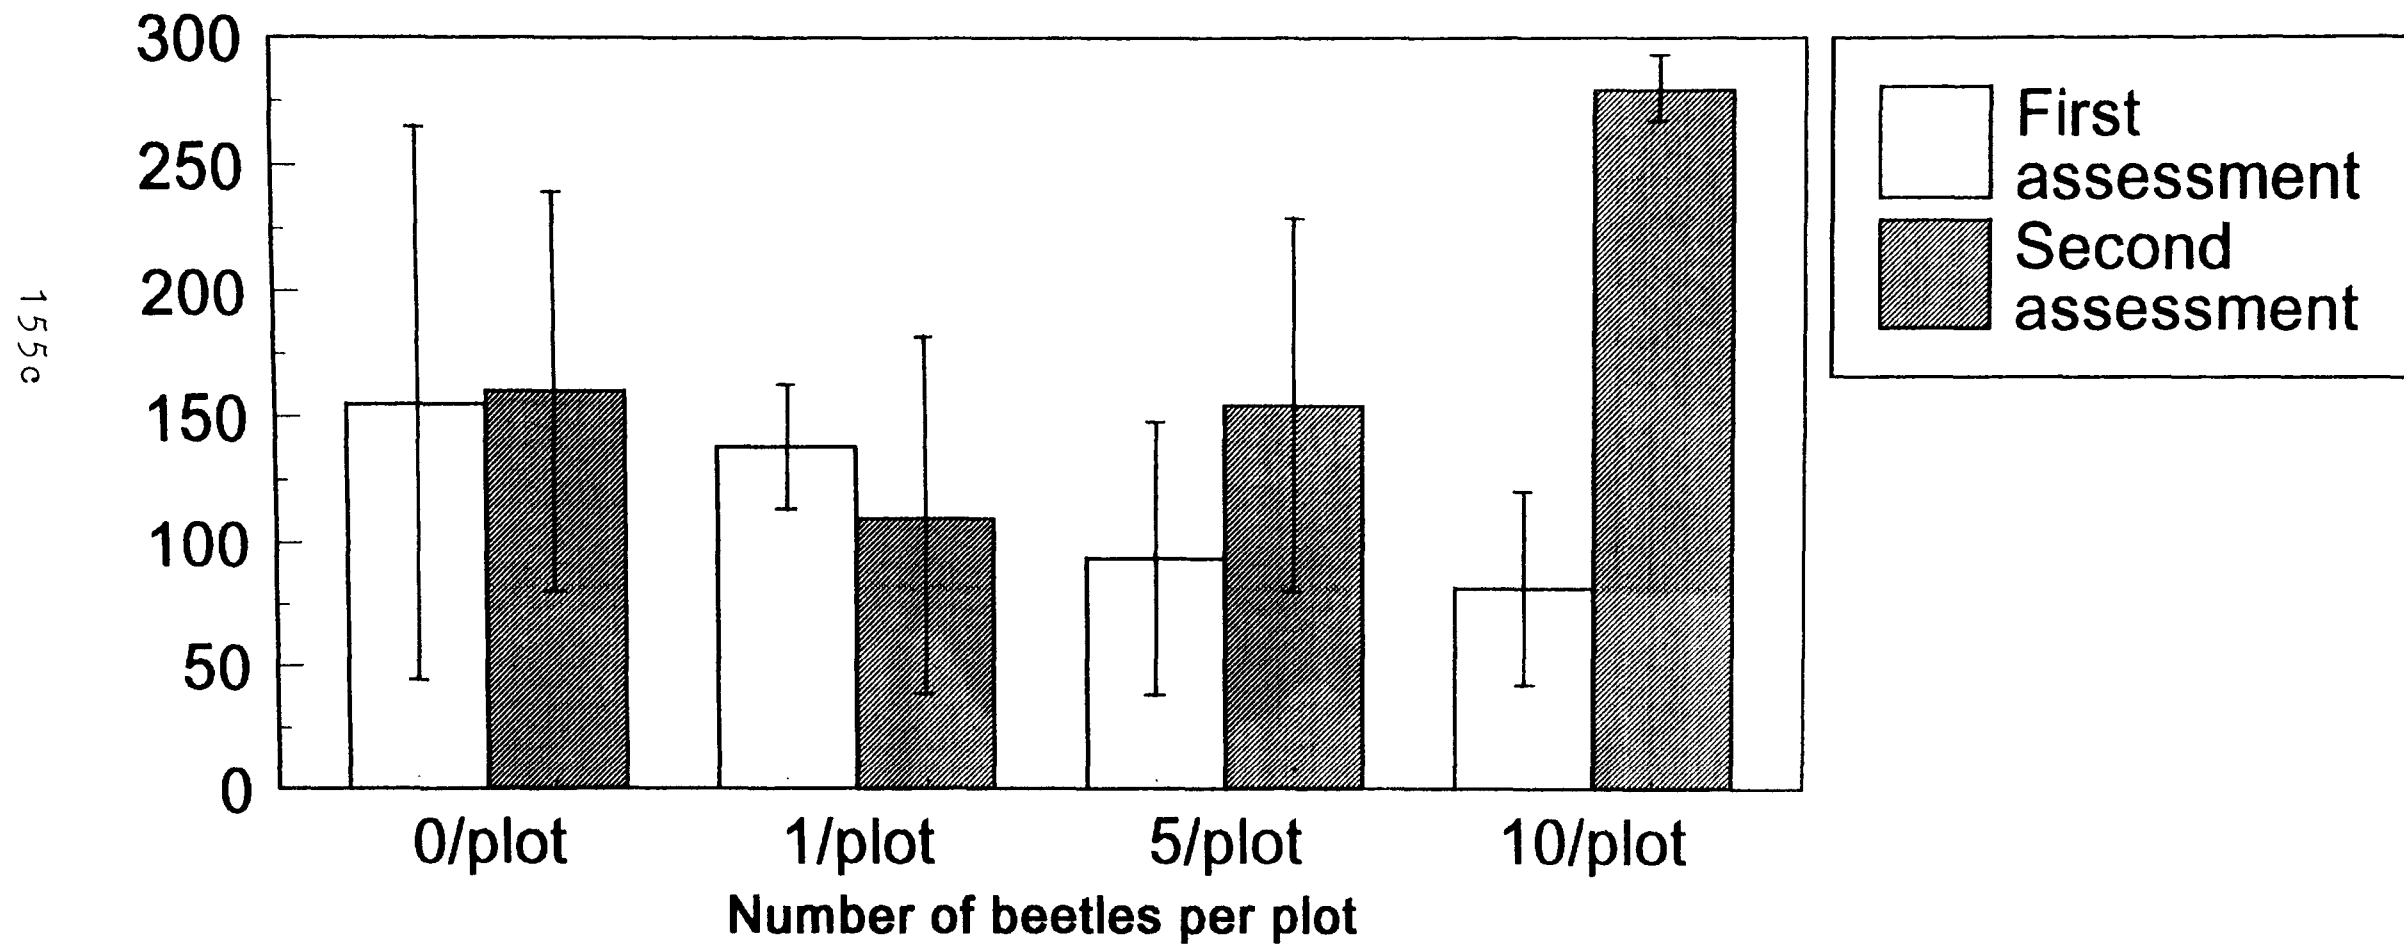 300
250
200
150
100
50
0
155c
0/plot 1/plot 5/plot 10/plot
Number of beetles per plot
First
assessment
Second
assessment